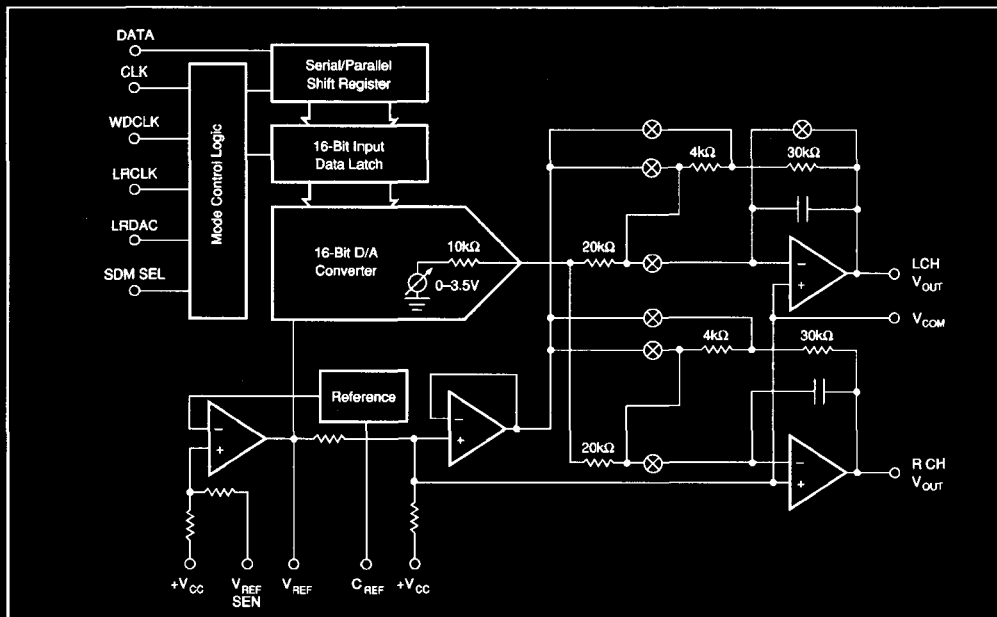 DATA
CLK
WDCLK
LRCLK
LRDAC
SDM SEL
Mode Control Logic
Serial/Parallel
Shift Register
16-Bit Input
Data Latch
16-Bit D/A
Converter
10kΩ
0–3.5V
4kΩ
30kΩ
20kΩ
LCH
VOUT
VCOM
4kΩ
30kΩ
20kΩ
R CH
VOUT
Reference
+VCC
VREF
SEN
VREF
CREF
+VCC